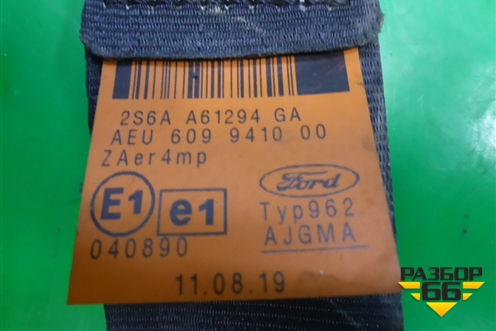 2S6A A61294 GA
AEU 609 9410 00
ZAer4mp
E1 e1 Ford
Typ962
040890 AJGMA
11.08.19
РАЗБОР
66